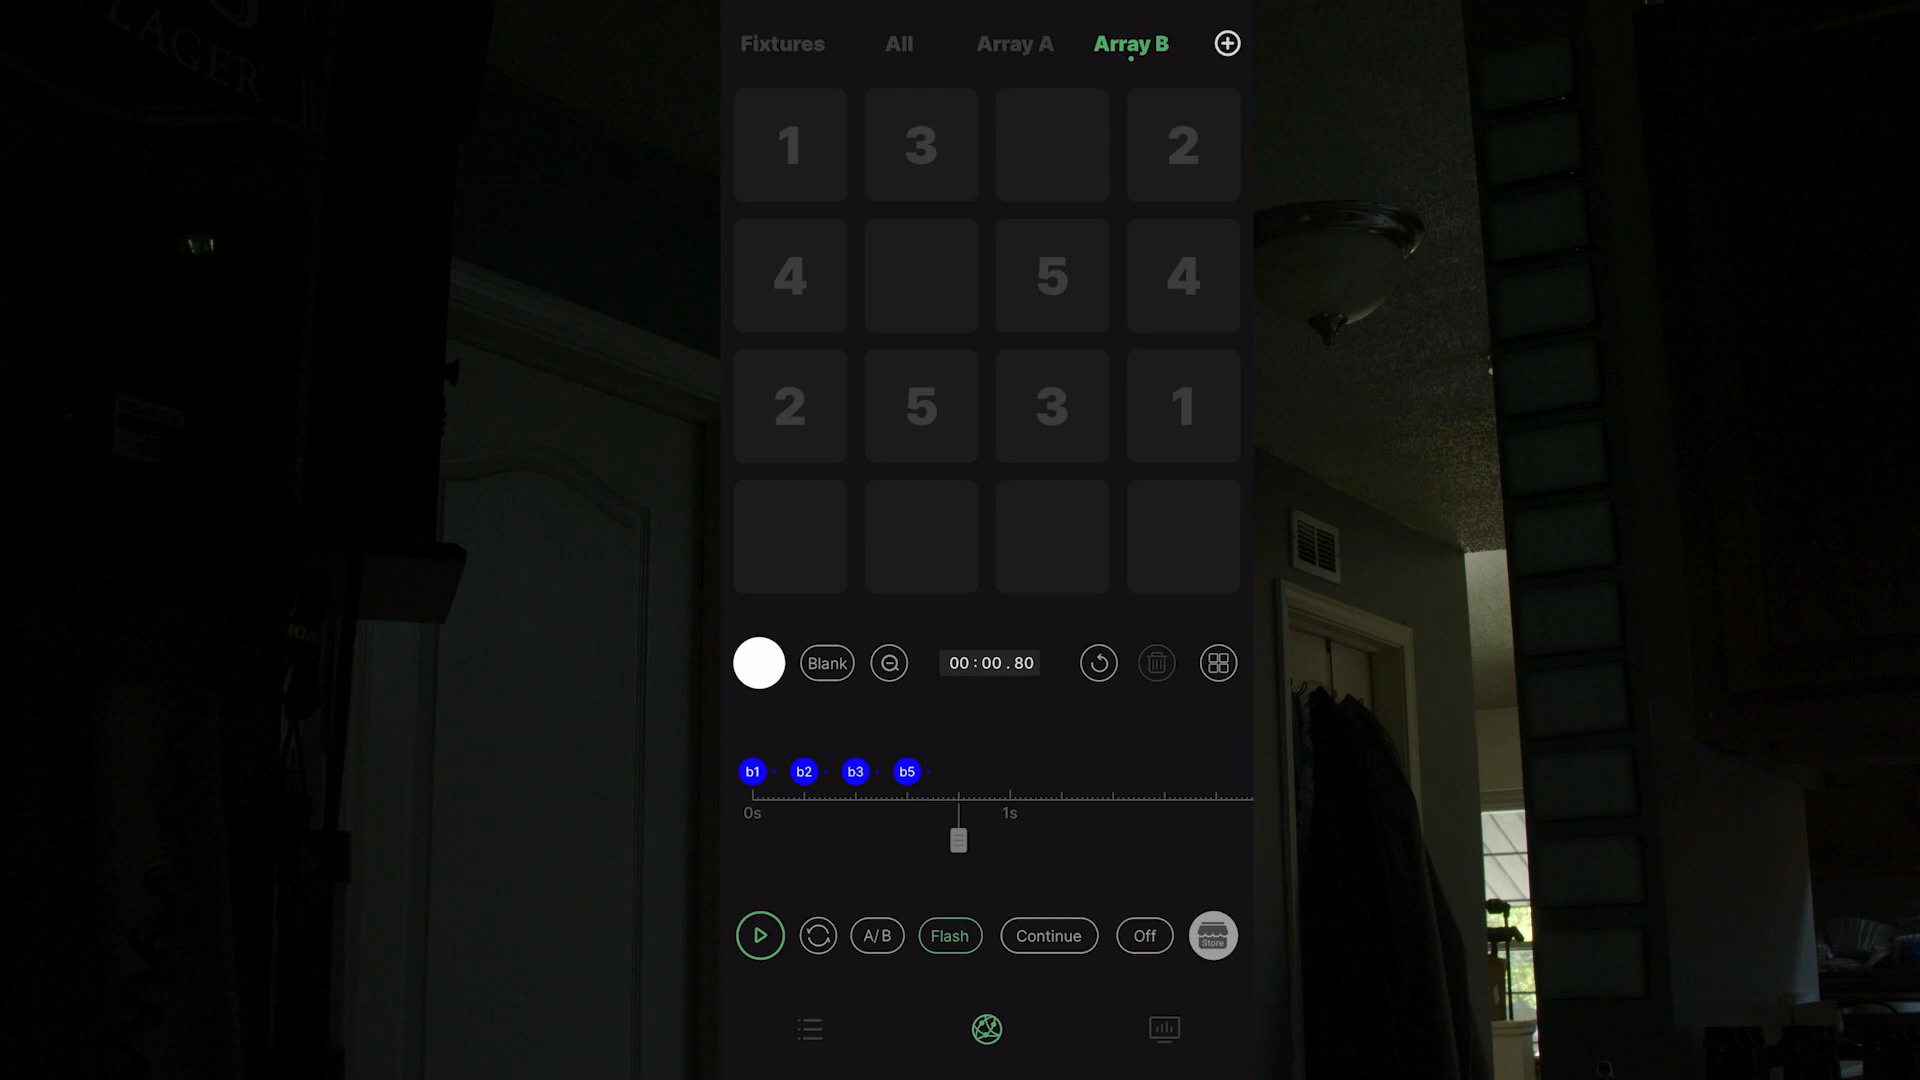 LAGER
Fixtures All Array A Array B
1 3 2
4 5 4
2 5 3 1
Blank 00:00.80
b1 b2 b3 b5
0s 1s
A/B Flash Continue Off Store